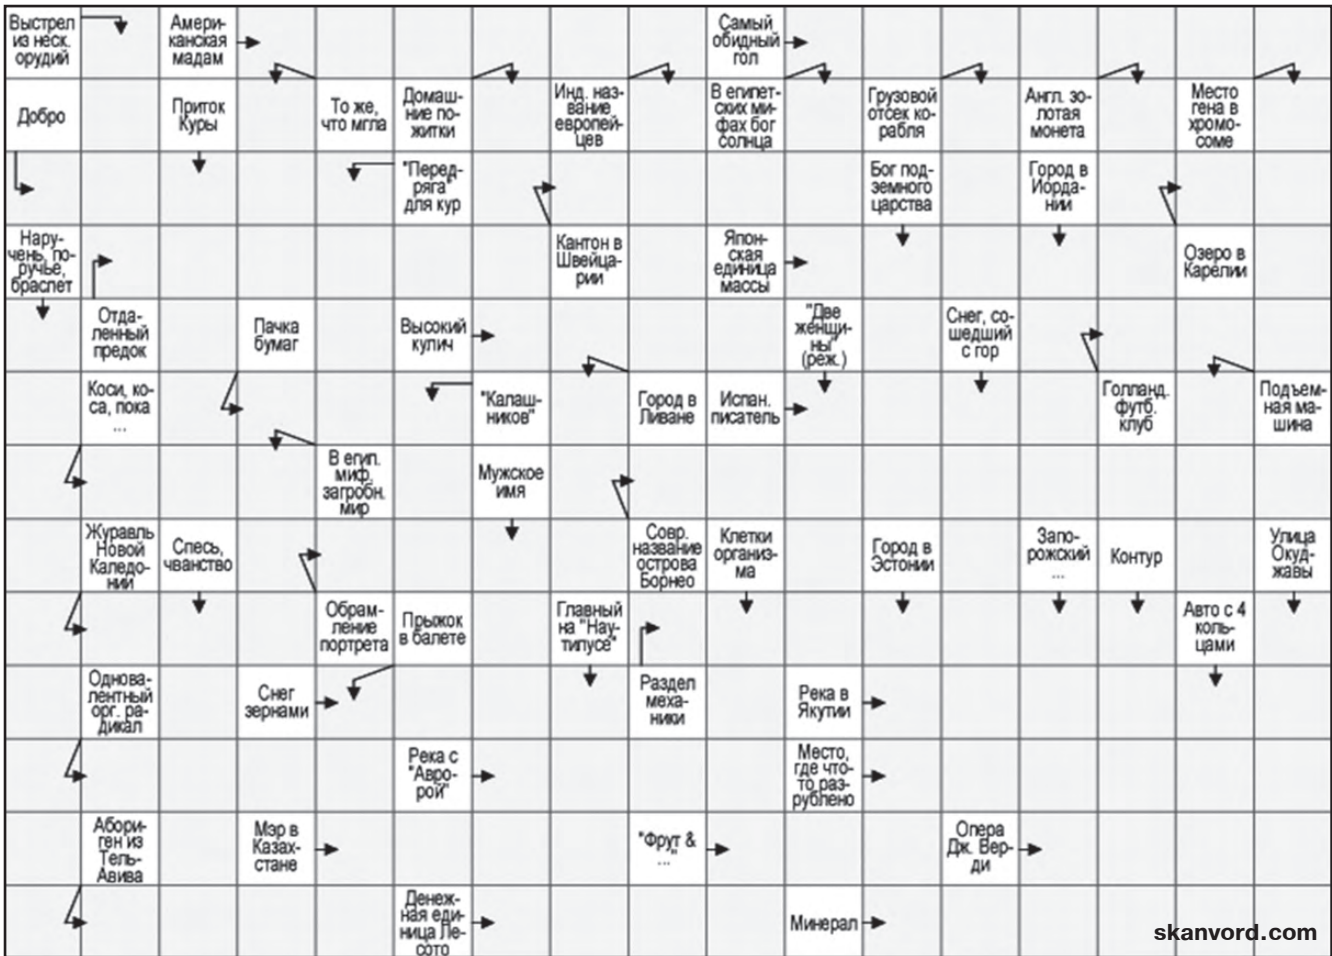 Выстрел
из неск.
орудий
Амери-
канская
мадам
Самый
обидный
гол
Добро
Приток
Куры
То же,
что мгла
Домаш-
ние по-
житки
Инд. наз-
вание
европей-
цев
В египет-
ских ми-
фах бог
солнца
Грузовой
отсек ко-
рабля
Англ. зо-
лотая
монета
Место
гена в
хромо-
соме
"Перед-
ряга"
для кур
Бог под-
земного
царства
Город в
Иорда-
нии
Нару-
чень, по-
ручье,
браслет
Кантон в
Швейца-
рии
Япон-
ская
единица
массы
Озеро в
Карелии
Отда-
ленный
предок
Пачка
бумаг
Высокий
кулич
"Две
женщи-
ны"
(реж.)
Снег, со-
шедший
с гор
Коси, ко-
са, пока
...
"Калаш-
ников"
Город в
Ливане
Испан.
писатель
Голланд.
футб.
клуб
Подъем-
ная ма-
шина
В егип.
миф.
загробн.
мир
Мужское
имя
Журавль
Новой
Каледо-
нии
Спесь,
чванство
Совр.
название
острова
Борнео
Клетки
организ-
ма
Город в
Эстонии
Запо-
рожский
...
Контур
Улица
Окуд-
жавы
Обрам-
ление
портрета
Прыжок
в балете
Главный
на "Нау-
типусе"
Авто с 4
коль-
цами
Однова-
лентный
орг. ра-
дикал
Снег
зернами
Раздел
меха-
ники
Река в
Якутии
Река с
"Авро-
рой"
Место,
где что-
то раз-
рублено
Абори-
ген из
Тель-
Авива
Мэр в
Казах-
стане
"Фрут &
..."
Опера
Дж. Вер-
ди
Денеж-
ная еди-
ница Ле-
сото
Минерал
skanvord.com